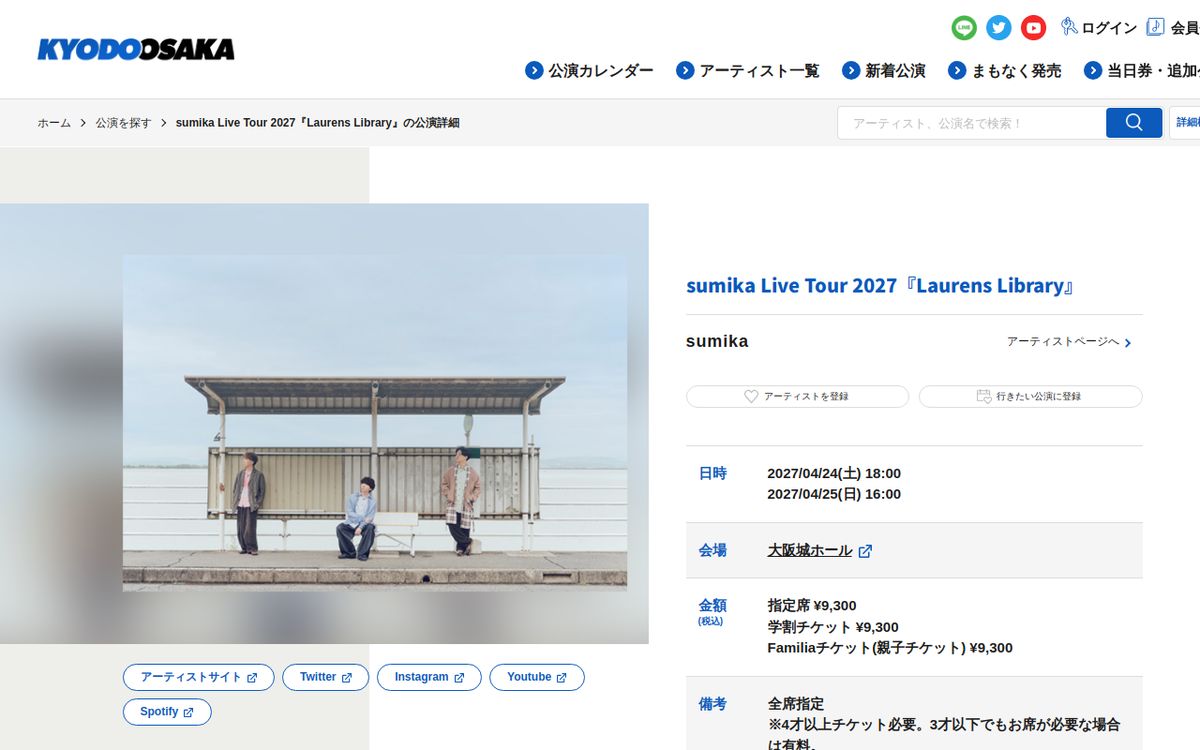 KYODO OSAKA
LINE
ログイン
会員
公演カレンダー
アーティスト一覧
新着公演
まもなく発売
当日券・追加
ホーム > 公演を探す > sumika Live Tour 2027『Laurens Library』の公演詳細
アーティスト、公演名で検索！
詳細
sumika Live Tour 2027『Laurens Library』
sumika
アーティストページへ
アーティストを登録
行きたい公演に登録
日時
2027/04/24(土) 18:00
2027/04/25(日) 16:00
会場
大阪城ホール
金額
(税込)
指定席 ¥9,300
学割チケット ¥9,300
Familiaチケット(親子チケット) ¥9,300
備考
全席指定
※4才以上チケット必要。3才以下でもお席が必要な場合
は有料。
アーティストサイト
Twitter
Instagram
Youtube
Spotify